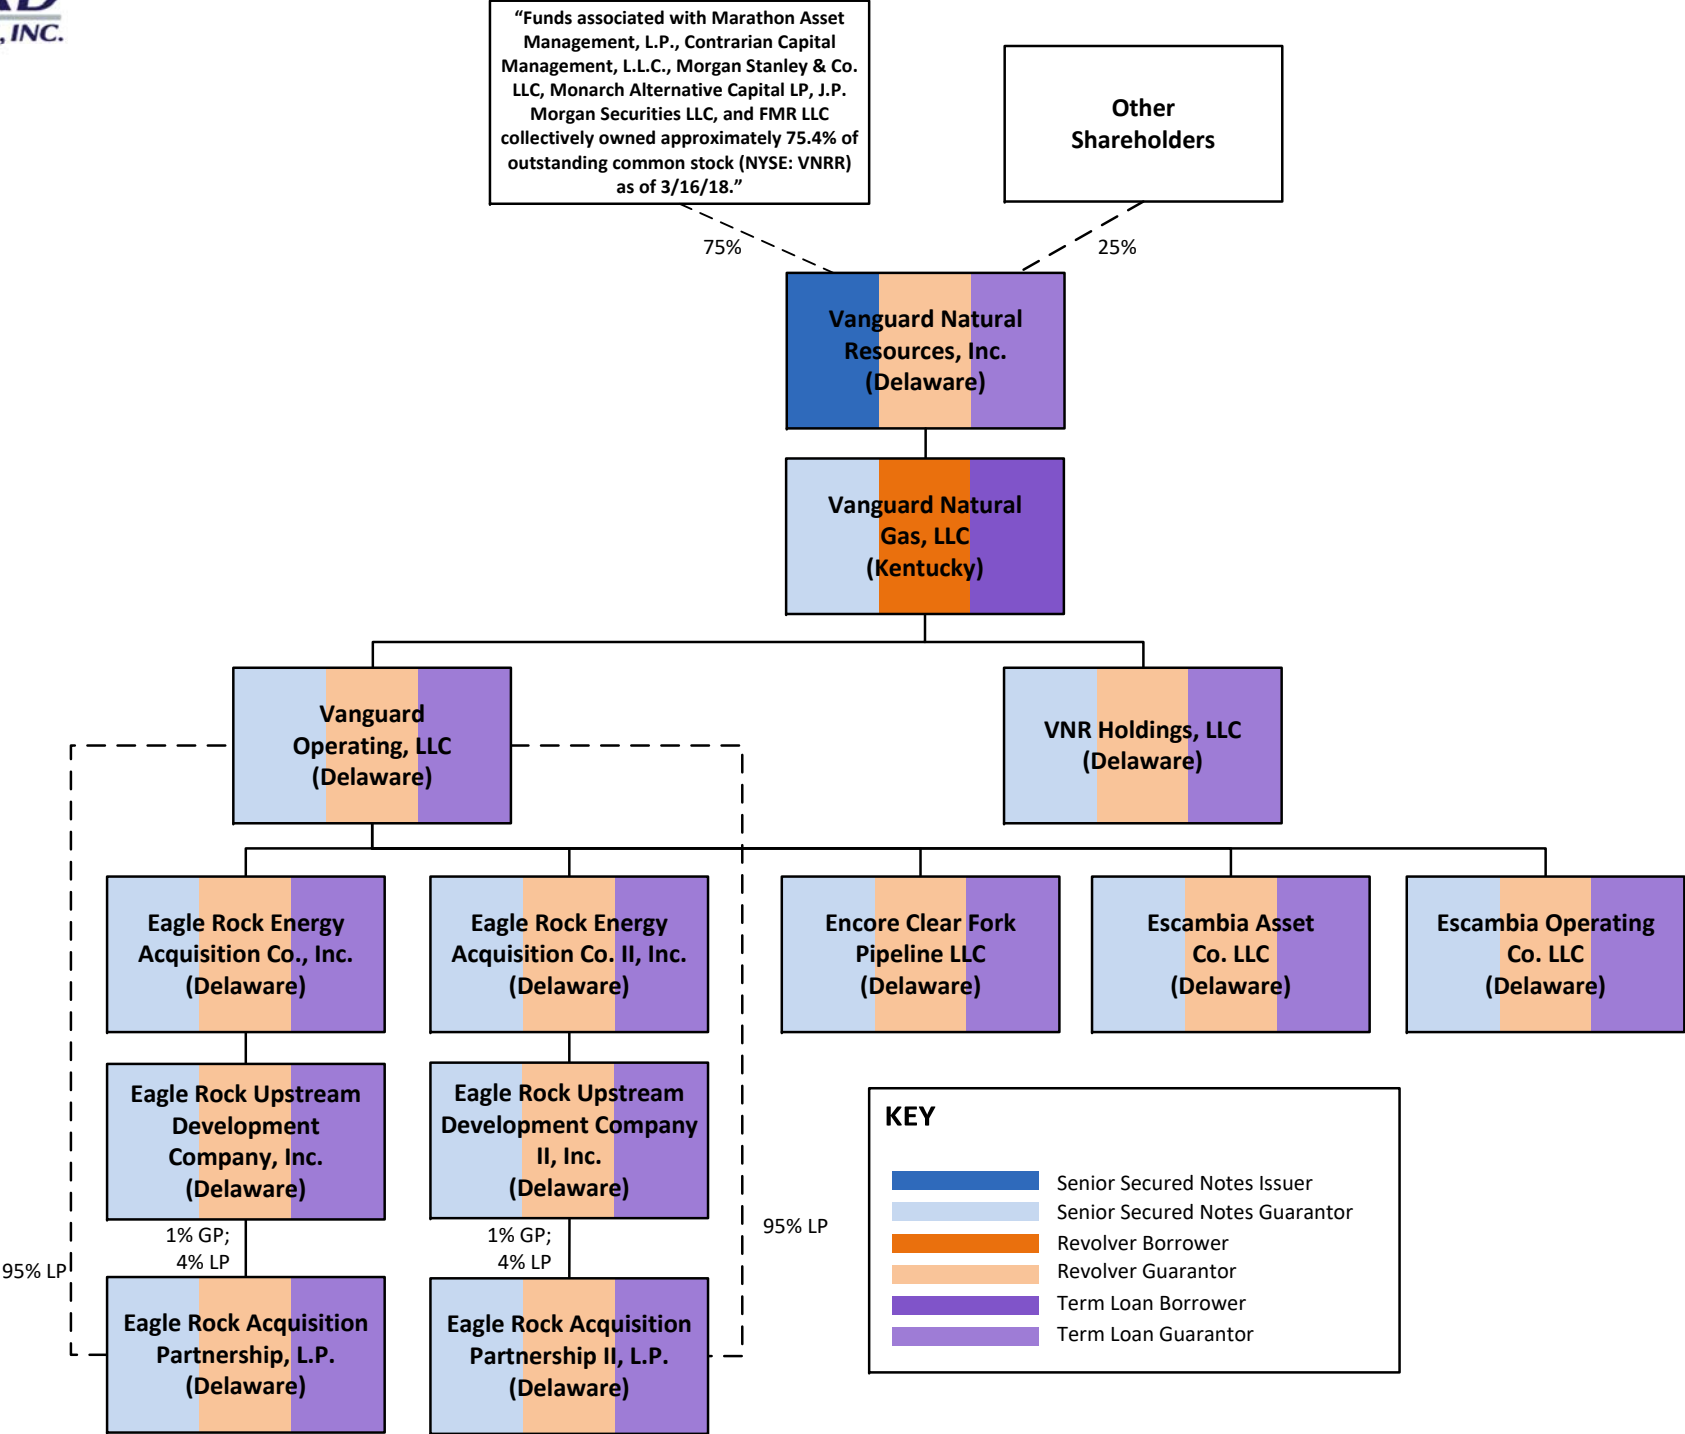 , INC.
“Funds associated with Marathon Asset
Management, L.P., Contrarian Capital
Management, L.L.C., Morgan Stanley & Co.
LLC, Monarch Alternative Capital LP, J.P.
Morgan Securities LLC, and FMR LLC
collectively owned approximately 75.4% of
outstanding common stock (NYSE: VNRR)
as of 3/16/18.”
Other
Shareholders
75%
25%
Vanguard Natural
Resources, Inc.
(Delaware)
Vanguard Natural
Gas, LLC
(Kentucky)
Vanguard
Operating, LLC
(Delaware)
VNR Holdings, LLC
(Delaware)
Eagle Rock Energy
Acquisition Co., Inc.
(Delaware)
Eagle Rock Energy
Acquisition Co. II, Inc.
(Delaware)
Encore Clear Fork
Pipeline LLC
(Delaware)
Escambia Asset
Co. LLC
(Delaware)
Escambia Operating
Co. LLC
(Delaware)
Eagle Rock Upstream
Development
Company, Inc.
(Delaware)
Eagle Rock Upstream
Development Company
II, Inc.
(Delaware)
1% GP;
4% LP
1% GP;
4% LP
95% LP
95% LP
Eagle Rock Acquisition
Partnership, L.P.
(Delaware)
Eagle Rock Acquisition
Partnership II, L.P.
(Delaware)
KEY
Senior Secured Notes Issuer
Senior Secured Notes Guarantor
Revolver Borrower
Revolver Guarantor
Term Loan Borrower
Term Loan Guarantor